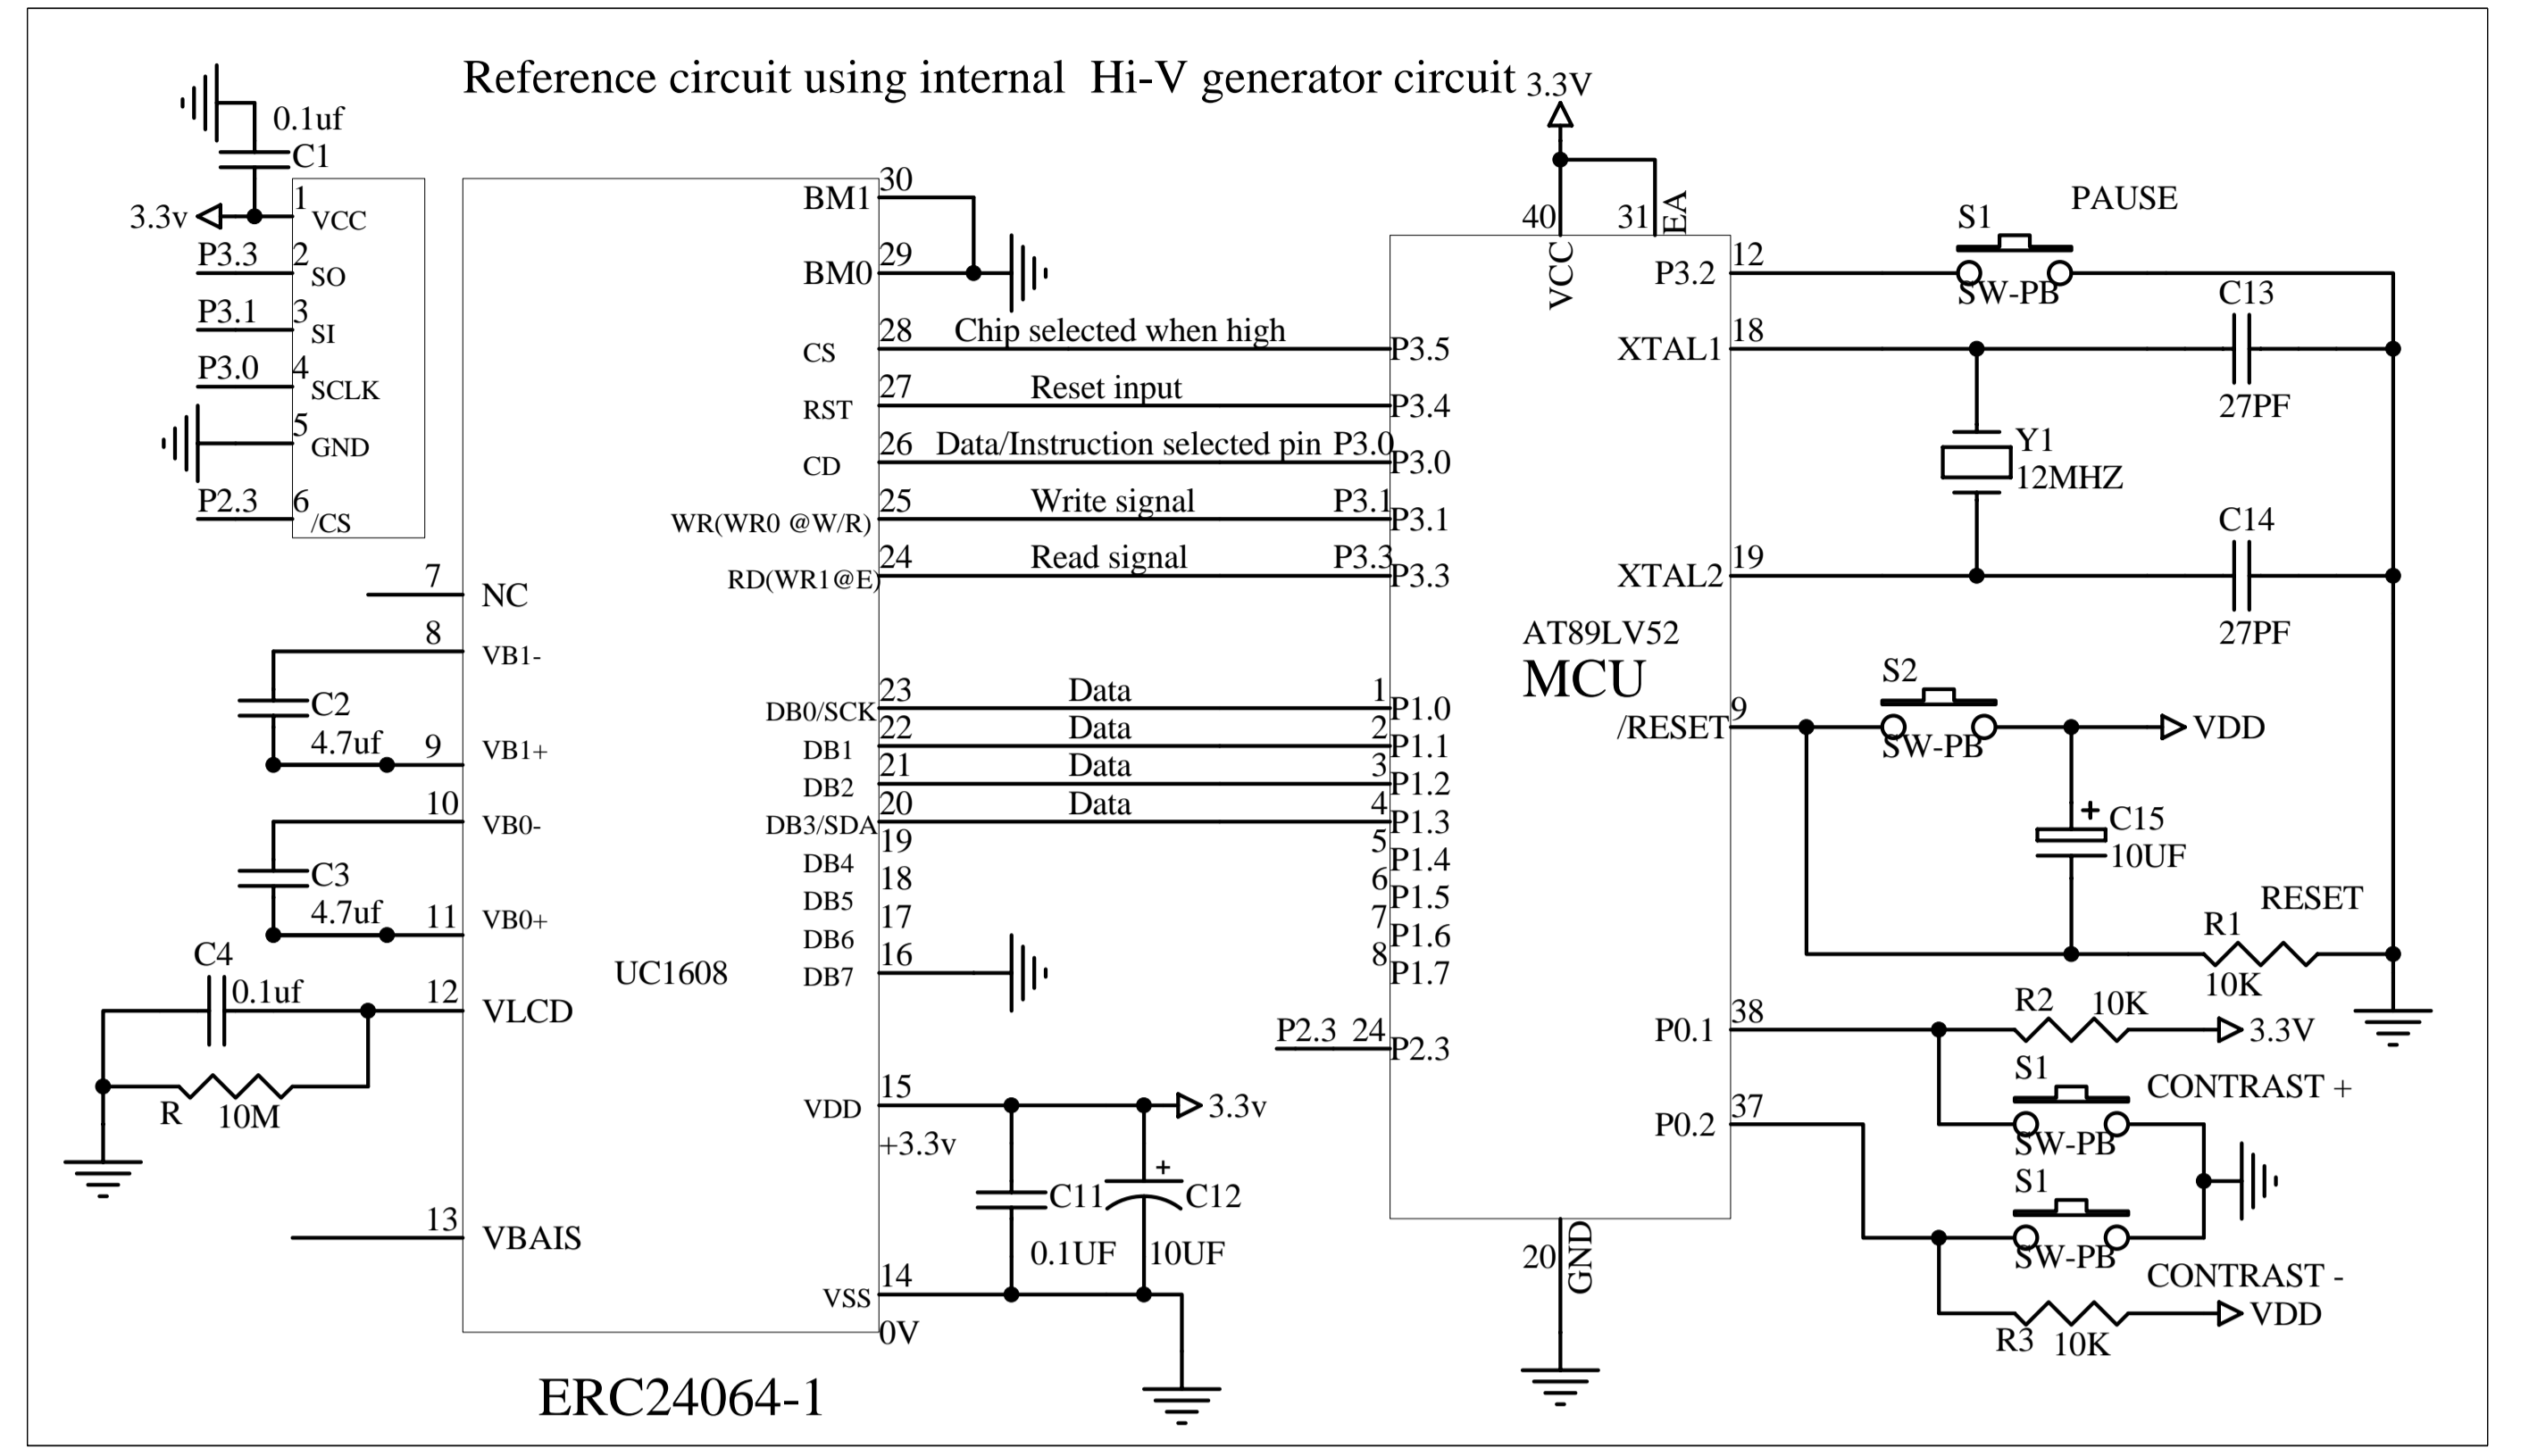 Reference circuit using internal  Hi-V generator circuit
3.3V
0.1uf
C1
3.3v
1
VCC
P3.3
2
SO
P3.1
3
SI
P3.0
4
SCLK
5
GND
P2.3
6
/CS
7
NC
8
VB1-
C2
4.7uf
9
VB1+
10
VB0-
C3
4.7uf
11
VB0+
C4
0.1uf
12
VLCD
R
10M
13
VBAIS
UC1608
ERC24064-1
BM1
30
BM0
29
CS
28
Chip selected when high
P3.5
RST
27
Reset input
P3.4
CD
26
Data/Instruction selected pin
P3.0
P3.0
WR(WR0 @W/R)
25
Write signal
P3.1
P3.1
RD(WR1@E)
24
Read signal
P3.3
P3.3
DB0/SCK
23
Data
1
P1.0
DB1
22
Data
2
P1.1
DB2
21
Data
3
P1.2
DB3/SDA
20
Data
4
P1.3
DB4
19
5
P1.4
DB5
18
6
P1.5
DB6
17
7
P1.6
DB7
16
8
P1.7
P2.3
24
P2.3
VDD
15
3.3v
+3.3v
C11
0.1UF
+
C12
10UF
VSS
14
0V
40
VCC
31
EA
AT89LV52
MCU
20
GND
P3.2
12
S1
SW-PB
PAUSE
XTAL1
18
C13
27PF
Y1
12MHZ
XTAL2
19
C14
27PF
/RESET
9
S2
SW-PB
VDD
+
C15
10UF
RESET
R1
10K
P0.1
38
R2
10K
3.3V
S1
SW-PB
CONTRAST +
P0.2
37
S1
SW-PB
CONTRAST -
R3
10K
VDD